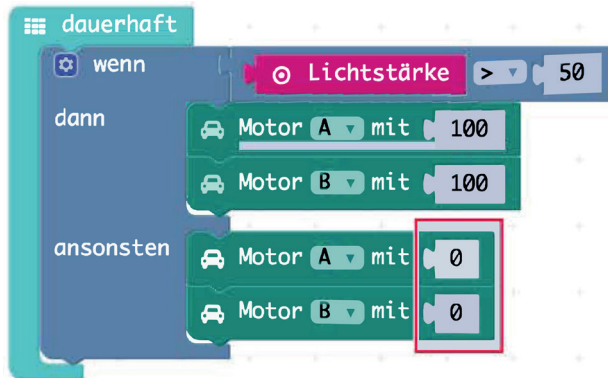 dauerhaft
wenn Lichtstärke > 50
dann Motor A mit 100
Motor B mit 100
ansonsten Motor A mit 0
Motor B mit 0